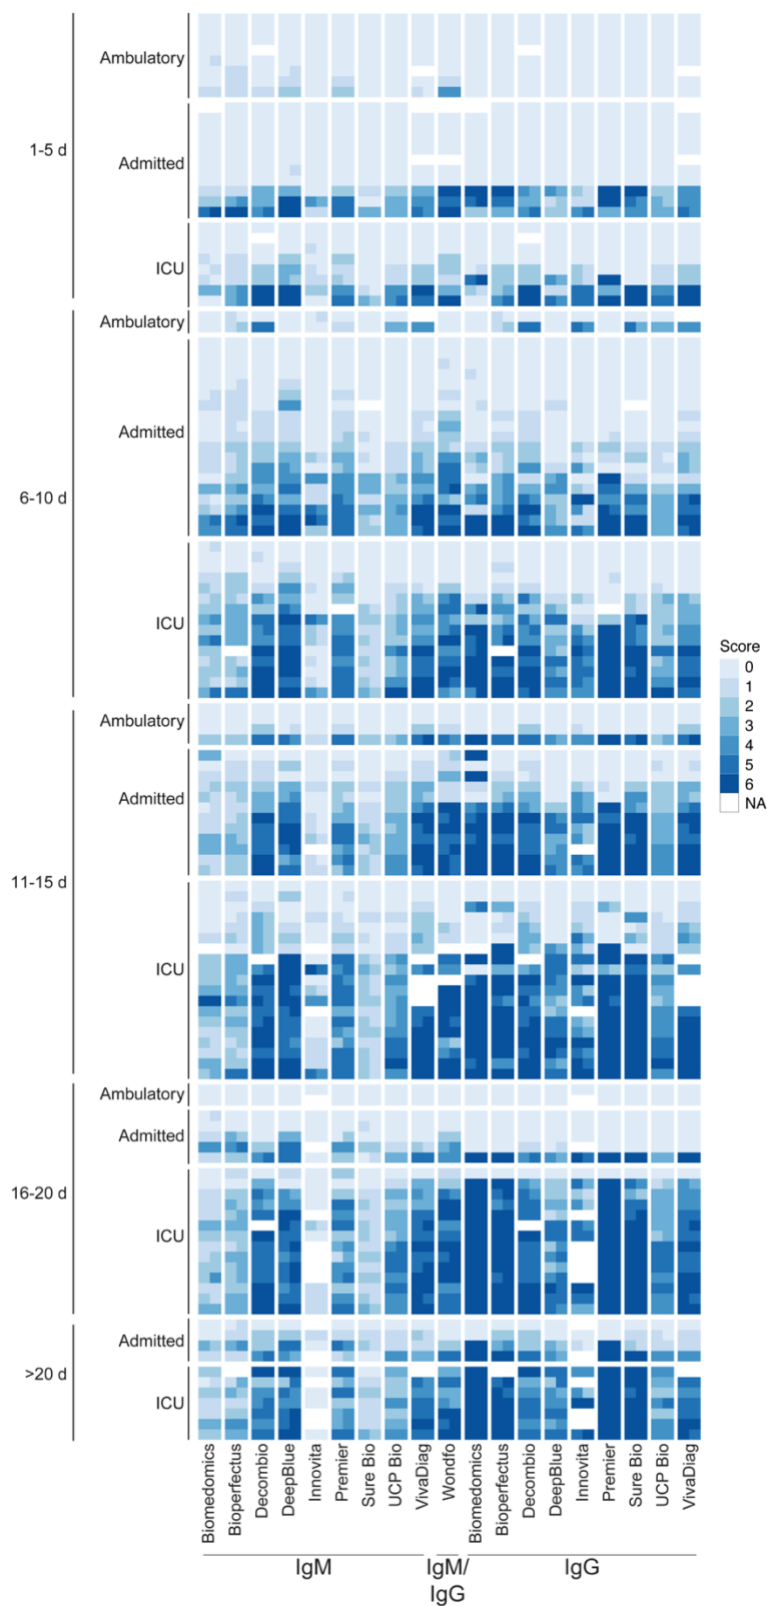 1-5 d
Ambulatory
Admitted
ICU
6-10 d
Ambulatory
Admitted
ICU
11-15 d
Ambulatory
Admitted
ICU
16-20 d
Ambulatory
Admitted
ICU
>20 d
Admitted
ICU
Score
0
1
2
3
4
5
6
NA
Biomedomics
Bioperfectus
Decombio
DeepBlue
Innovita
Premier
Sure Bio
UCP Bio
VivaDiag
Wondfo
Biomedomics
Bioperfectus
Decombio
DeepBlue
Innovita
Premier
Sure Bio
UCP Bio
VivaDiag
IgM
IgM/
IgG
IgG